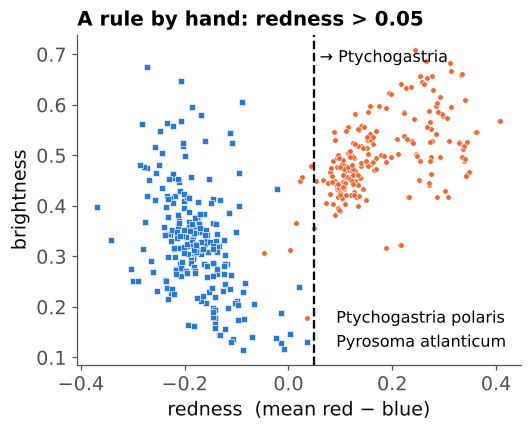 A rule by hand: redness > 0.05
→ Ptychogastria
0.7
0.6
0.5
0.4
0.3
0.2
0.1
brightness
Ptychogastria polaris
Pyrosoma atlanticum
−0.4
−0.2
0.0
0.2
0.4
redness (mean red − blue)